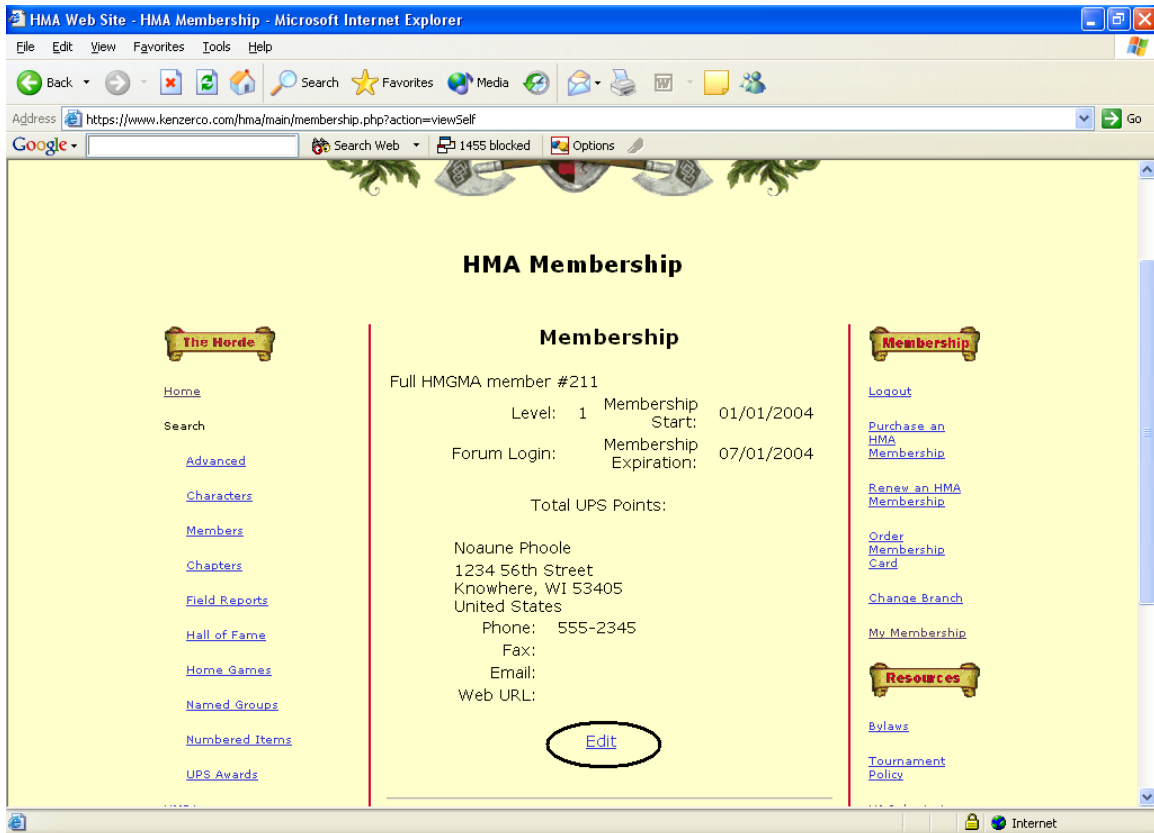 HMA Web Site - HMA Membership - Microsoft Internet Explorer
File Edit View Favorites Tools Help
Back Search Favorites Media
Address https://www.kenzerco.com/hma/main/membership.php?action=viewSelf Go
Google Search Web 1455 blocked Options
HMA Membership
The Horde
Home
Search
Advanced
Characters
Members
Chapters
Field Reports
Hall of Fame
Home Games
Named Groups
Numbered Items
UPS Awards
Membership
Full HMGMA member #211
Level: 1 Membership Start: 01/01/2004
Forum Login: Membership Expiration: 07/01/2004
Total UPS Points:
Noaune Phoole
1234 56th Street
Knowhere, WI 53405
United States
Phone: 555-2345
Fax:
Email:
Web URL:
Edit
Membership
Logout
Purchase an
HMA
Membership
Renew an HMA
Membership
Order
Membership
Card
Change Branch
My Membership
Resources
Bylaws
Tournament
Policy
Internet